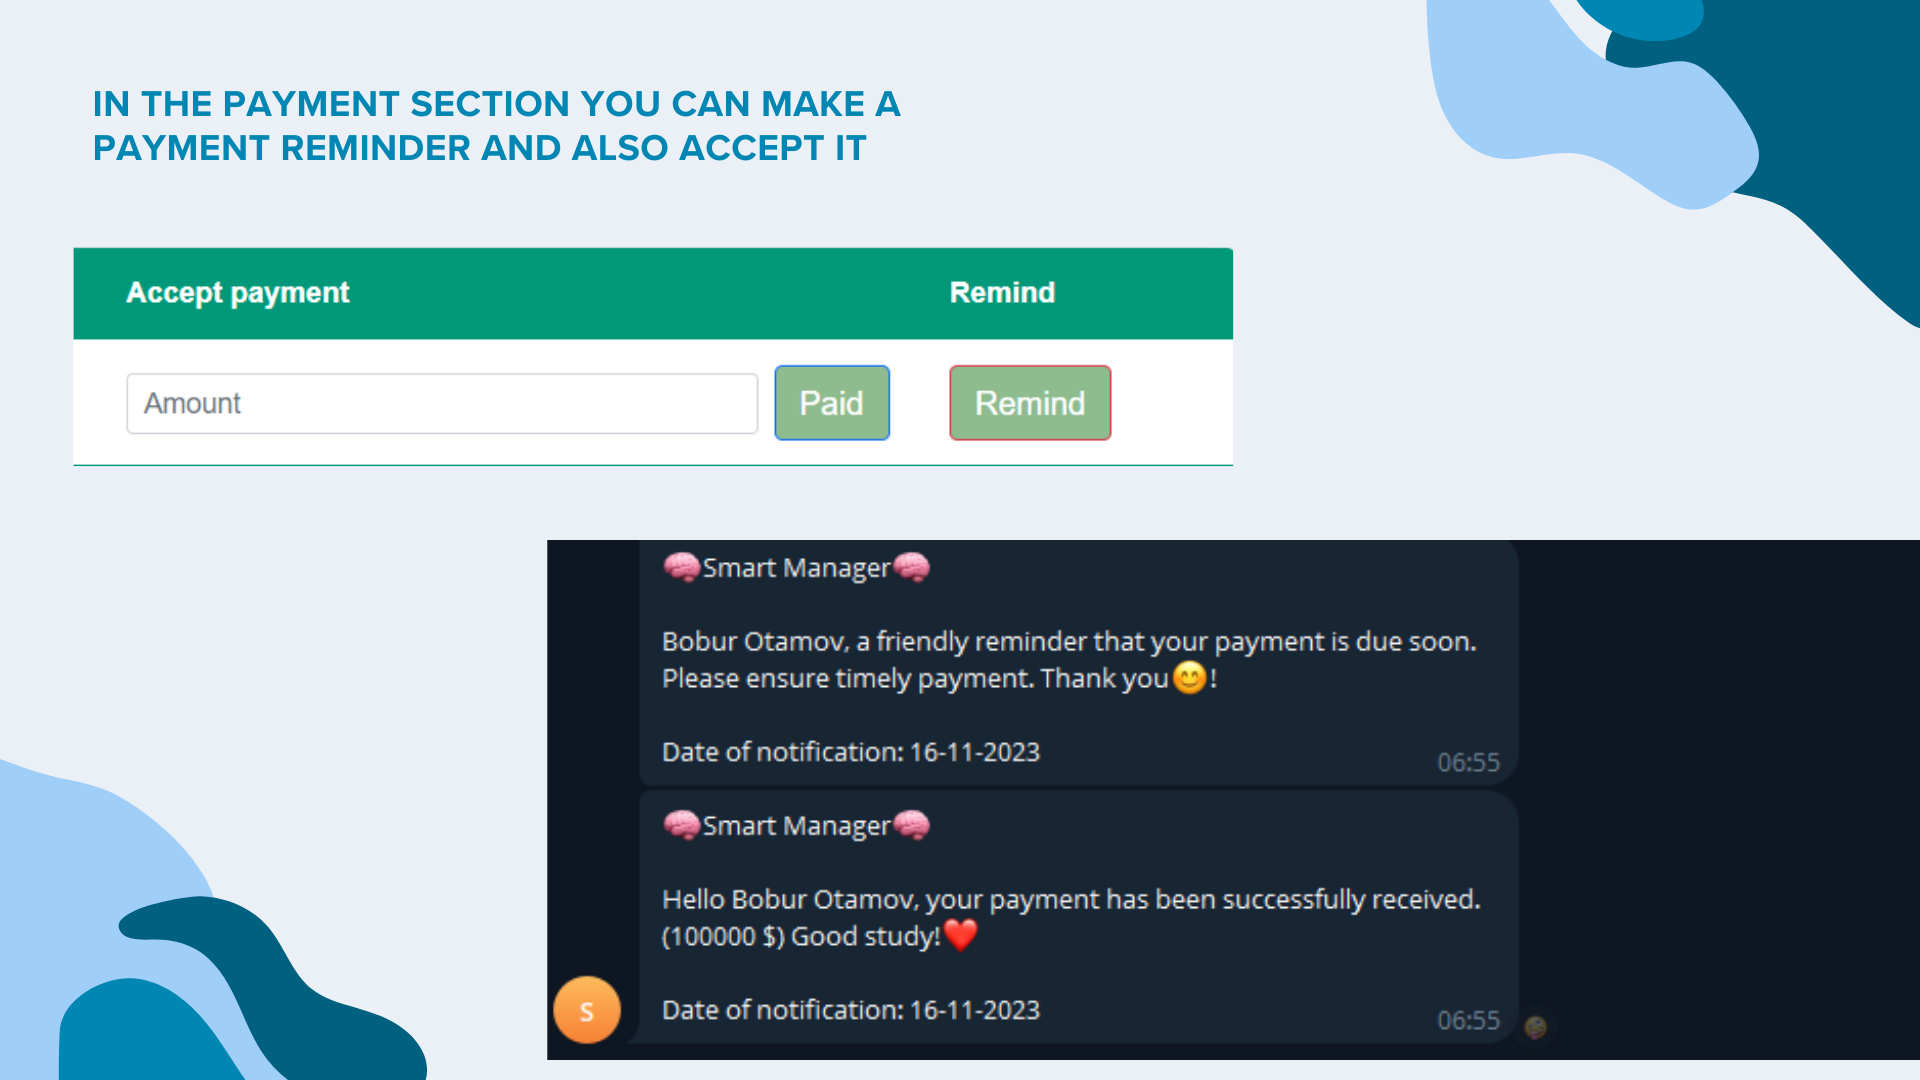 IN THE PAYMENT SECTION YOU CAN MAKE A
PAYMENT REMINDER AND ALSO ACCEPT IT
Accept payment Remind
Amount Paid Remind
🧠Smart Manager🧠
Bobur Otamov, a friendly reminder that your payment is due soon.
Please ensure timely payment. Thank you😊!
Date of notification: 16-11-2023
06:55
🧠Smart Manager🧠
Hello Bobur Otamov, your payment has been successfully received.
(100000 $) Good study!❤️
Date of notification: 16-11-2023
06:55
S